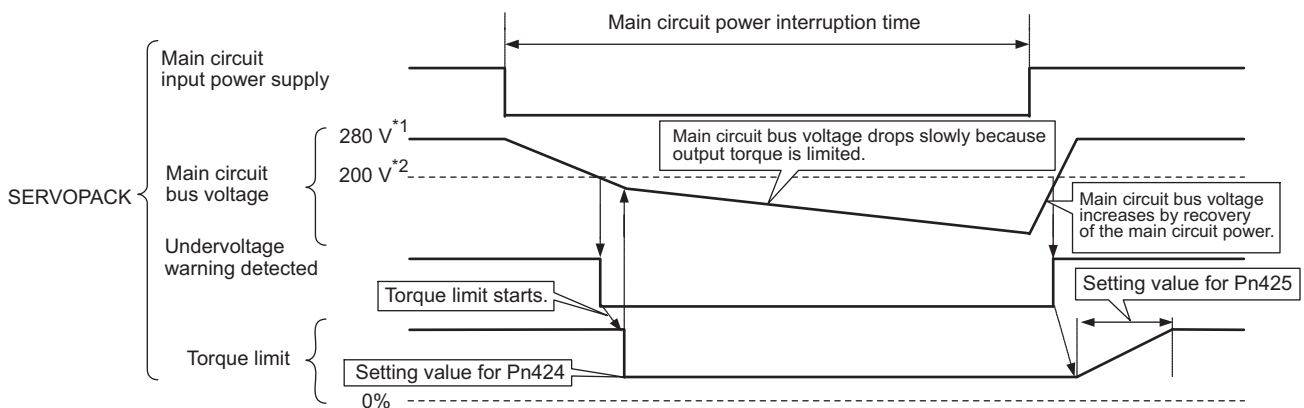 Main circuit power interruption time
Main circuit
input power supply
280 V*1
Main circuit bus voltage drops slowly because
output torque is limited.
200 V*2
Main circuit
bus voltage
SERVOPACK
Main circuit bus voltage
increases by recovery
of the main circuit power.
Undervoltage
warning detected
Torque limit starts.
Setting value for Pn425
Torque limit
Setting value for Pn424
0%